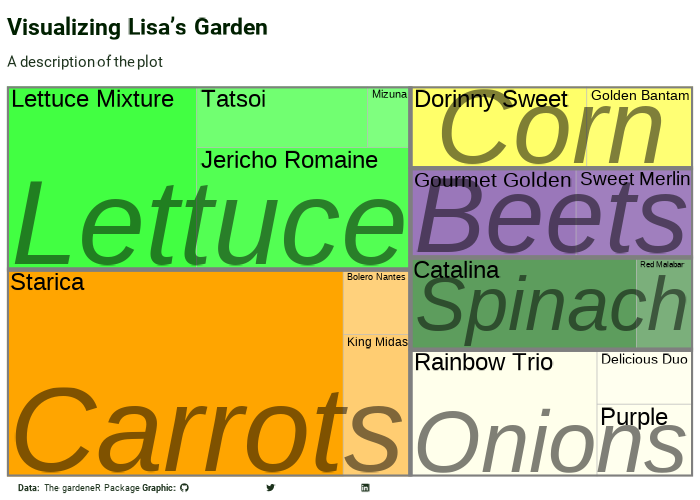 Visualizing Lisa's Garden
A description of the plot
Lettuce Mixture
Tatsoi
Mizuna
Jericho Romaine
Lettuce
Dorinny Sweet
Golden Bantam
Corn
Gourmet Golden
Sweet Merlin
Beets
Starica
Bolero Nantes
King Midas
Carrots
Catalina
Red Malabar
Spinach
Rainbow Trio
Delicious Duo
Purple
Onions
Data: The gardeneR Package Graphic: